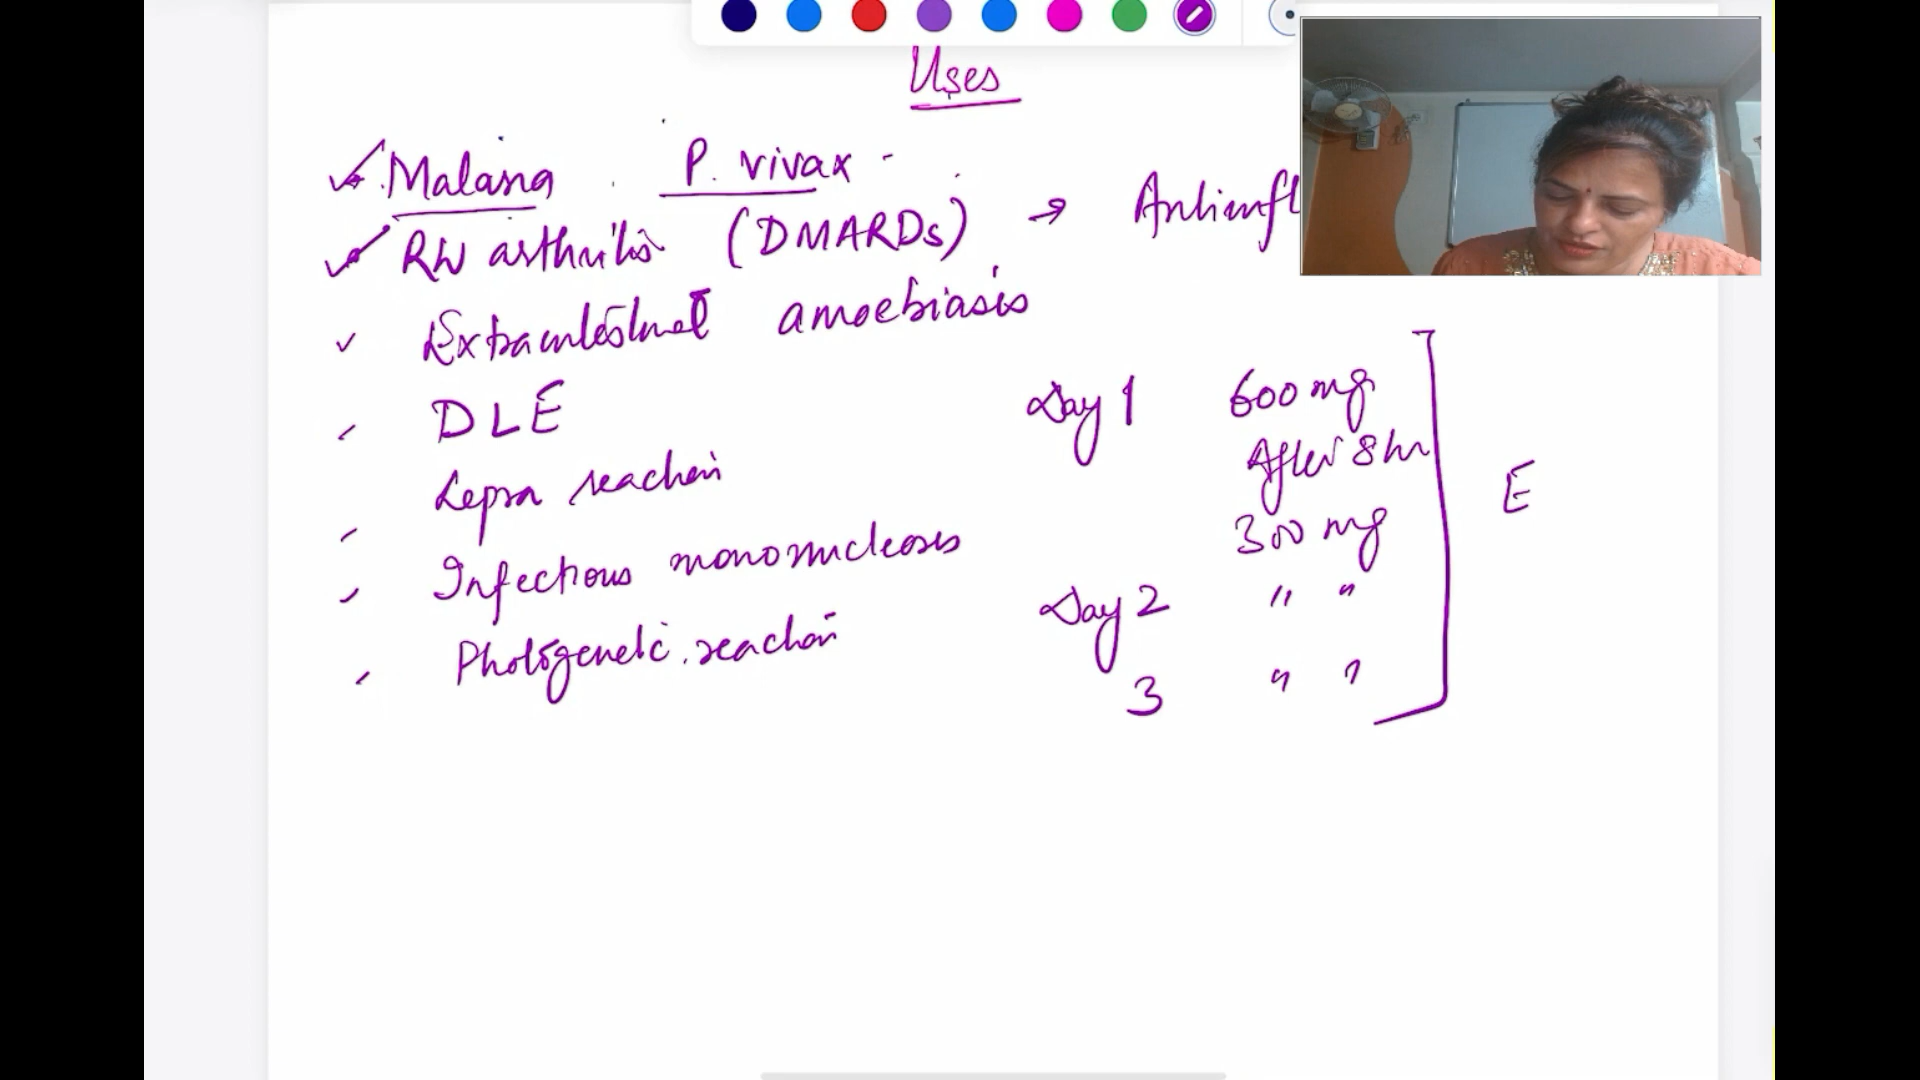 Uses
Malaria P. vivax -
Rh arthritis (DMARDs) → Antiinfl
Extraintestinal amoebiasis
DLE
Lepra reaction
Infectious mononucleosis
Photogenetic reaction
Day 1 600 mg
After 8 hr
300 mg
Day 2 " "
3 " "
E